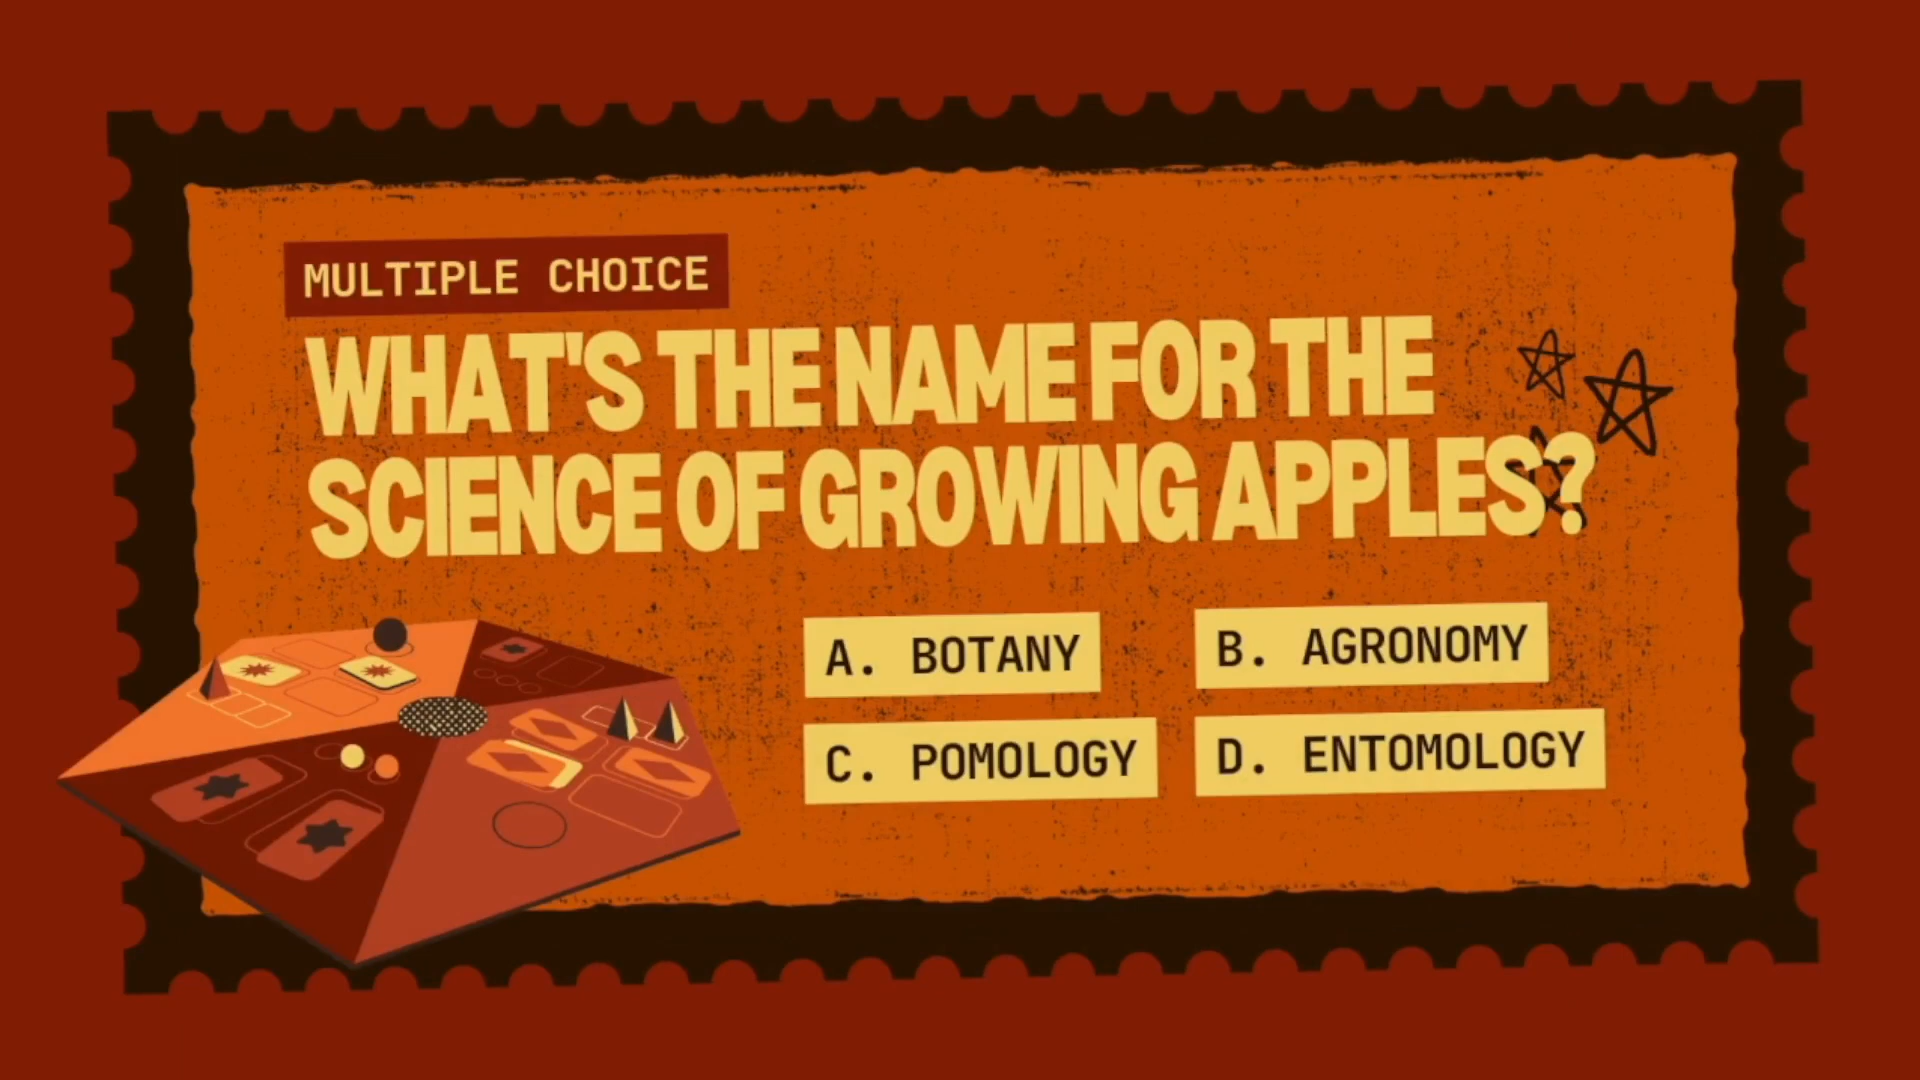 MULTIPLE CHOICE
WHAT'S THE NAME FOR THE
SCIENCE OF GROWING APPLES?
A. BOTANY
B. AGRONOMY
C. POMOLOGY
D. ENTOMOLOGY